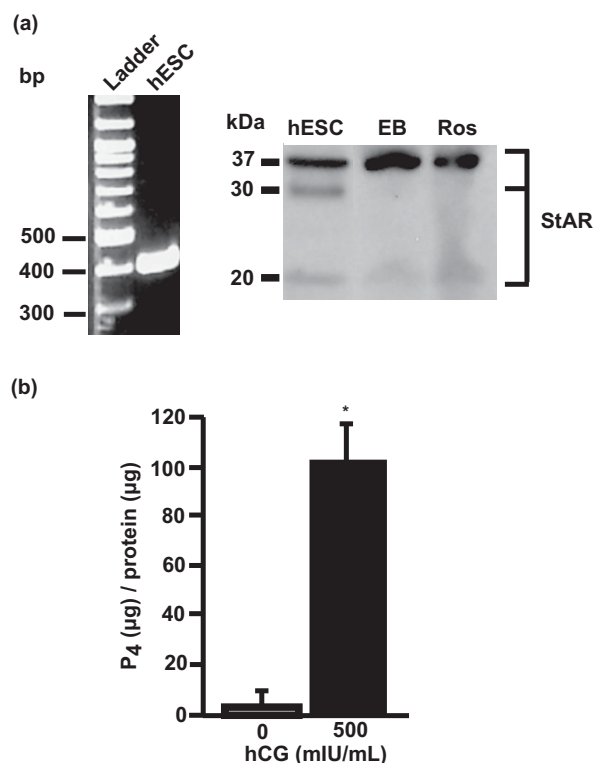 (a)
bp
Ladder
hESC
500
400
300
kDa
hESC EB Ros
37
30
20
StAR
(b)
P4 (µg) / protein (µg)
120
100
80
60
40
20
0
*
0
500
hCG (mIU/mL)